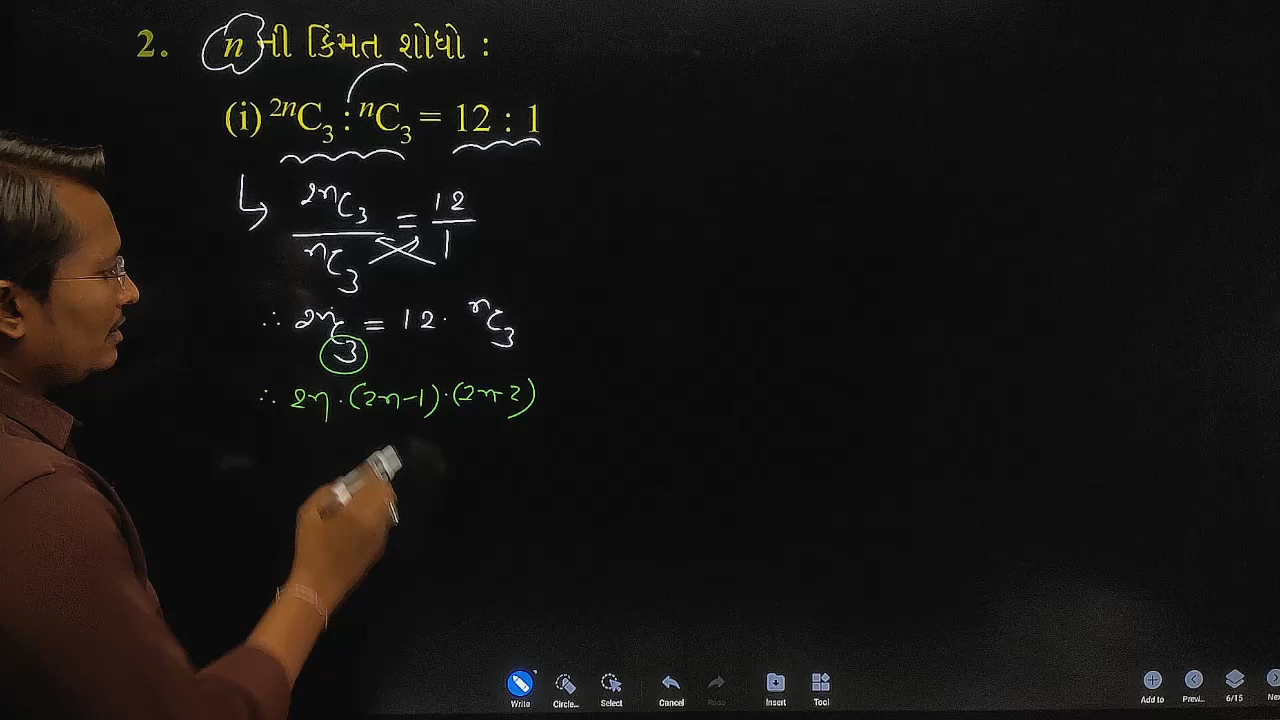 2. n ની કિંમત શોધો :
(i) ²ⁿC₃ : ⁿC₃ = 12 : 1
²ⁿC₃ / ⁿC₃ = 12 / 1
∴ ²ⁿC₃ = 12 · ⁿC₃
∴ 2n · (2n-1) · (2n-2)
Write Circle... Select Cancel Redo Insert Tool Add to Previ... 6/15 Nex